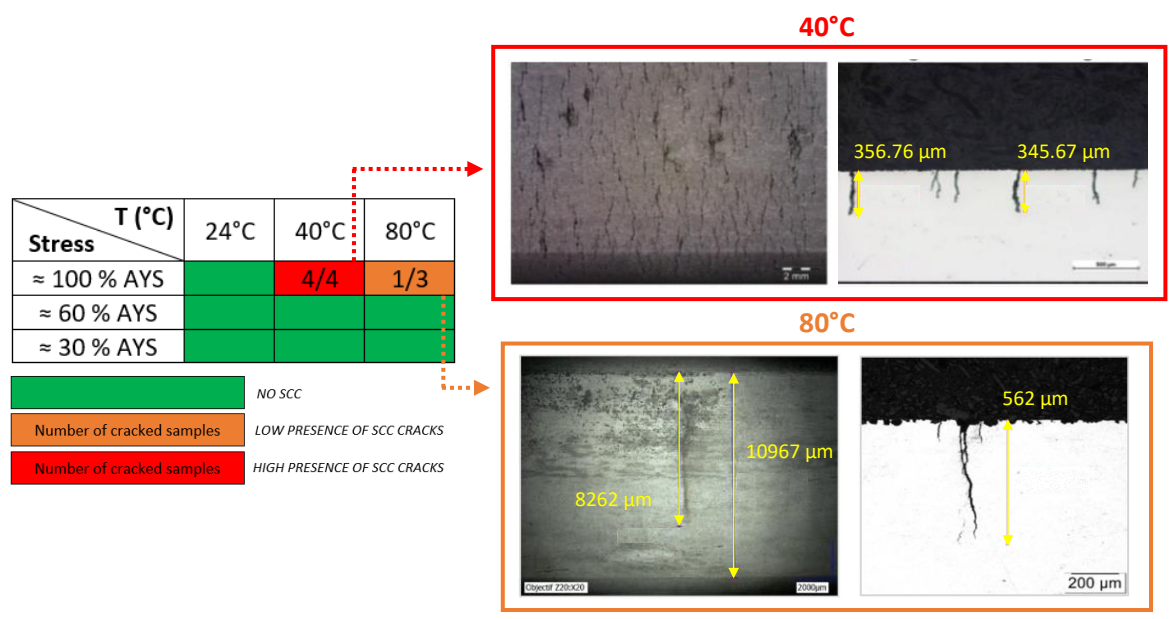 40°C
356.76 µm
345.67 µm
2 mm
500 µm
T (°C)
Stress
24°C
40°C
80°C
≈ 100 % AYS
4/4
1/3
≈ 60 % AYS
≈ 30 % AYS
NO SCC
Number of cracked samples
LOW PRESENCE OF SCC CRACKS
Number of cracked samples
HIGH PRESENCE OF SCC CRACKS
80°C
562 µm
10967 µm
8262 µm
Objectif Z20:X20
2000µm
200 µm